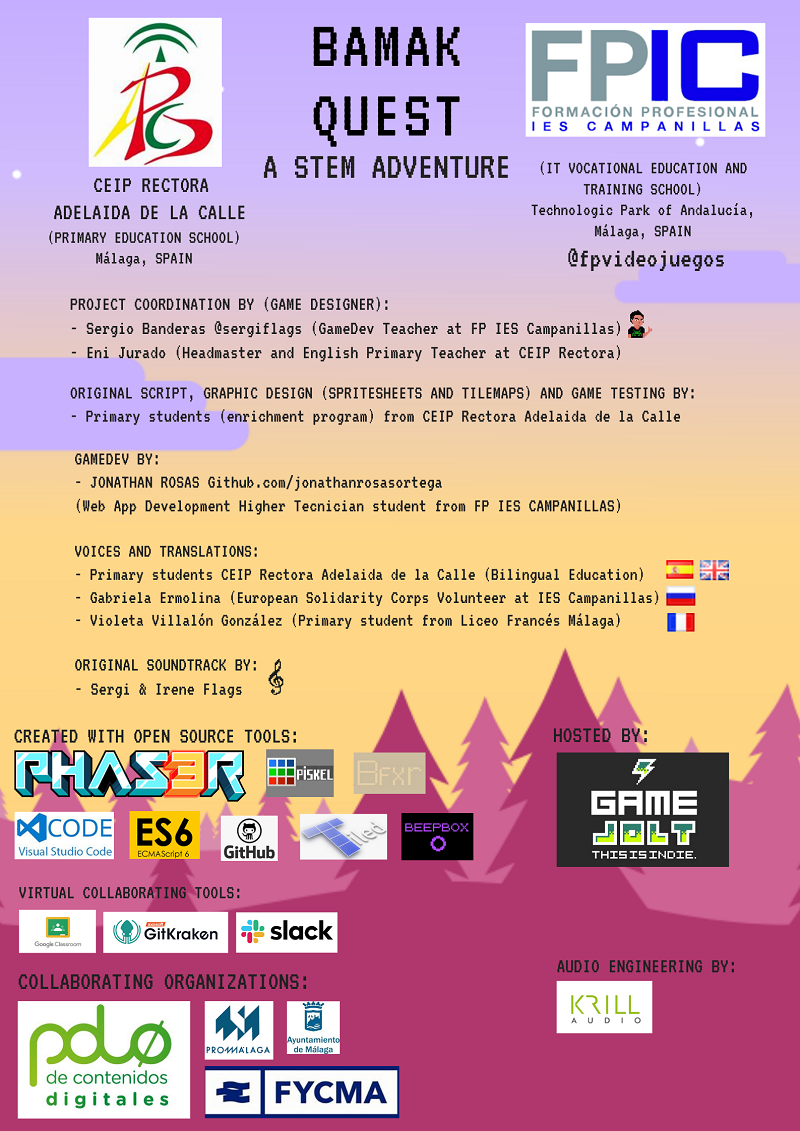 BAMAK
QUEST
A STEM ADVENTURE
CEIP RECTORA
ADELAIDA DE LA CALLE
(PRIMARY EDUCATION SCHOOL)
Málaga, SPAIN
FPIC
FORMACIÓN PROFESIONAL
IES CAMPANILLAS
(IT VOCATIONAL EDUCATION AND
TRAINING SCHOOL)
Technologic Park of Andalucía,
Málaga, SPAIN
@fpvideojuegos
PROJECT COORDINATION BY (GAME DESIGNER):
- Sergio Banderas @sergiflags (GameDev Teacher at FP IES Campanillas)
- Eni Jurado (Headmaster and English Primary Teacher at CEIP Rectora)
ORIGINAL SCRIPT, GRAPHIC DESIGN (SPRITESHEETS AND TILEMAPS) AND GAME TESTING BY:
- Primary students (enrichment program) from CEIP Rectora Adelaida de la Calle
GAMEDEV BY:
- JONATHAN ROSAS Github.com/jonathanrosasortega
(Web App Development Higher Tecnician student from FP IES CAMPANILLAS)
VOICES AND TRANSLATIONS:
- Primary students CEIP Rectora Adelaida de la Calle (Bilingual Education)
- Gabriela Ermolina (European Solidarity Corps Volunteer at IES Campanillas)
- Violeta Villalón González (Primary student from Liceo Francés Málaga)
ORIGINAL SOUNDTRACK BY:
- Sergi & Irene Flags
CREATED WITH OPEN SOURCE TOOLS:
PHAS3R
PISKEL
Bfxr
CODE
Visual Studio Code
ES6
ECMAScript 6
GitHub
Tiled
BEEPBOX
HOSTED BY:
GAME
JOLT
THIS IS INDIE.
VIRTUAL COLLABORATING TOOLS:
Google Classroom
GitKraken
slack
COLLABORATING ORGANIZATIONS:
polo
de contenidos
digitales
PROMÁLAGA
Ayuntamiento
de Málaga
FYCMA
AUDIO ENGINEERING BY:
KRILL
AUDIO